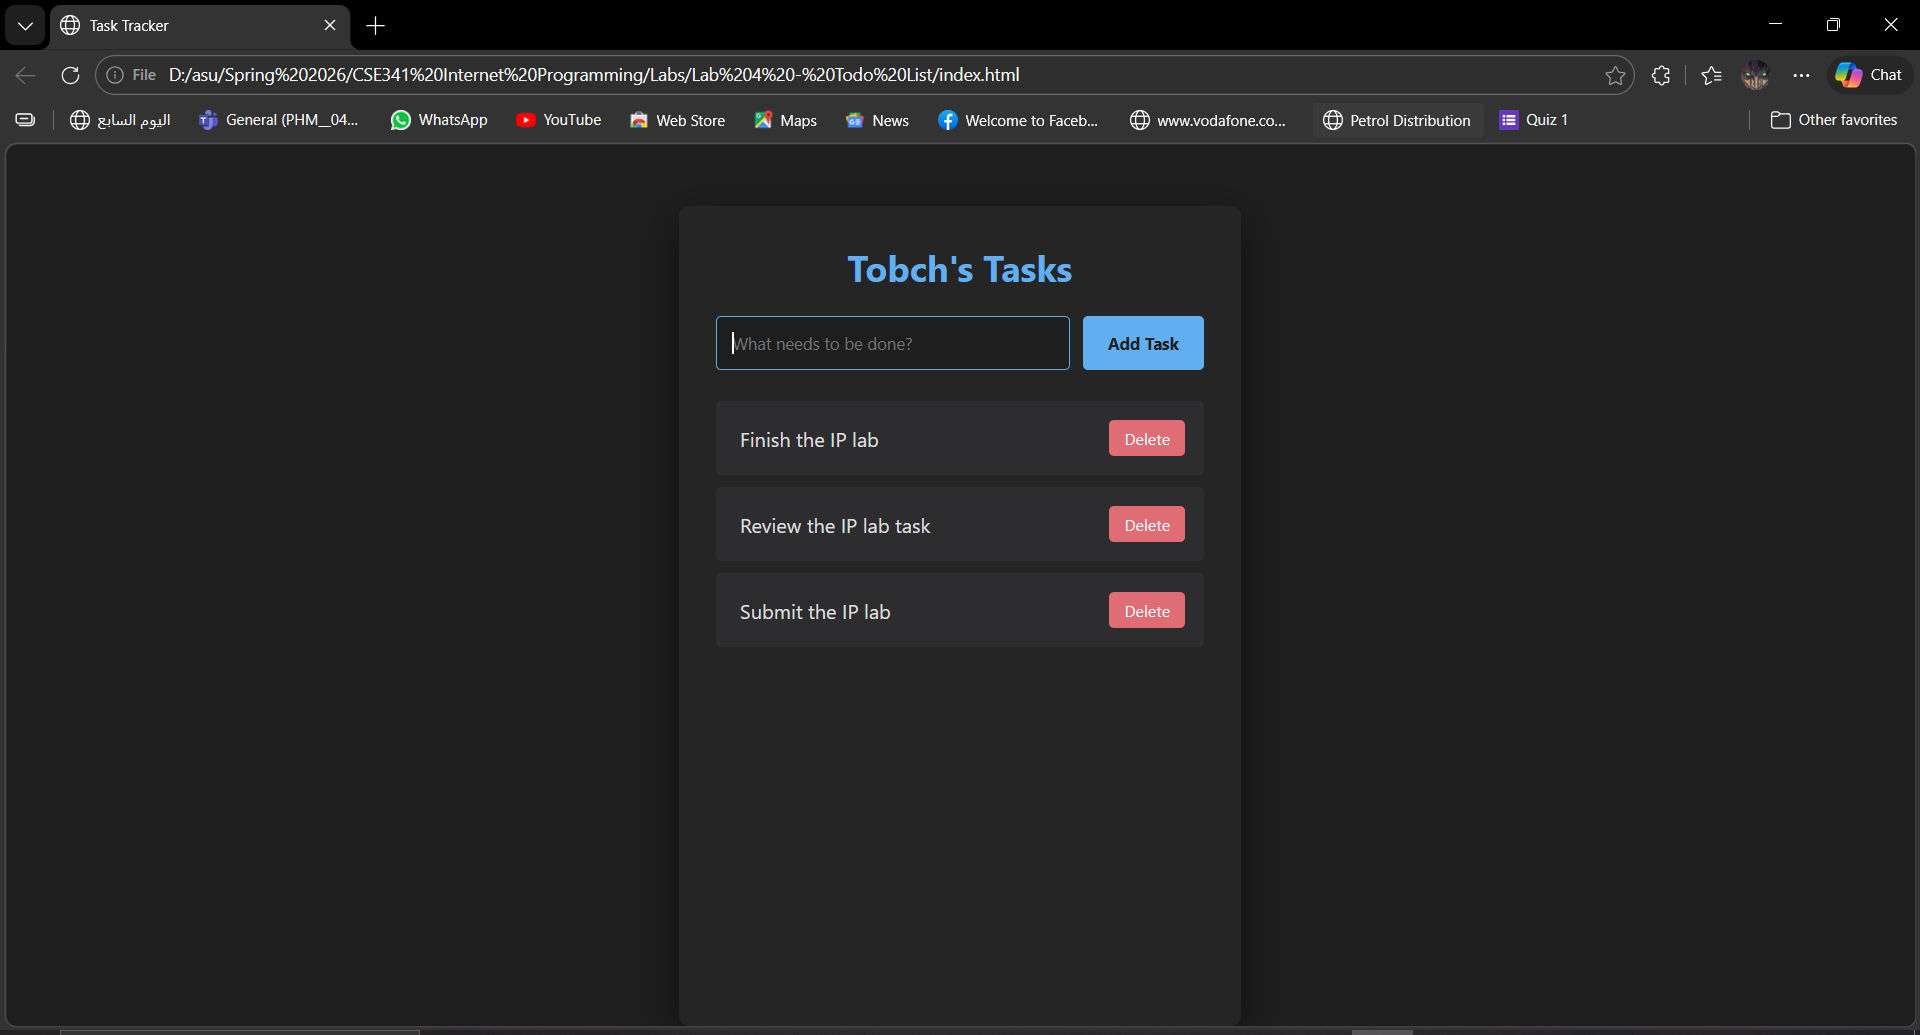 Task Tracker
File D:/asu/Spring%202026/CSE341%20Internet%20Programming/Labs/Lab%204%20-%20Todo%20List/index.html
Chat
اليوم السابع
General (PHM_04...
WhatsApp
YouTube
Web Store
Maps
News
Welcome to Faceb...
www.vodafone.co...
Petrol Distribution
Quiz 1
Other favorites
Tobch's Tasks
What needs to be done?
Add Task
Finish the IP lab
Delete
Review the IP lab task
Delete
Submit the IP lab
Delete